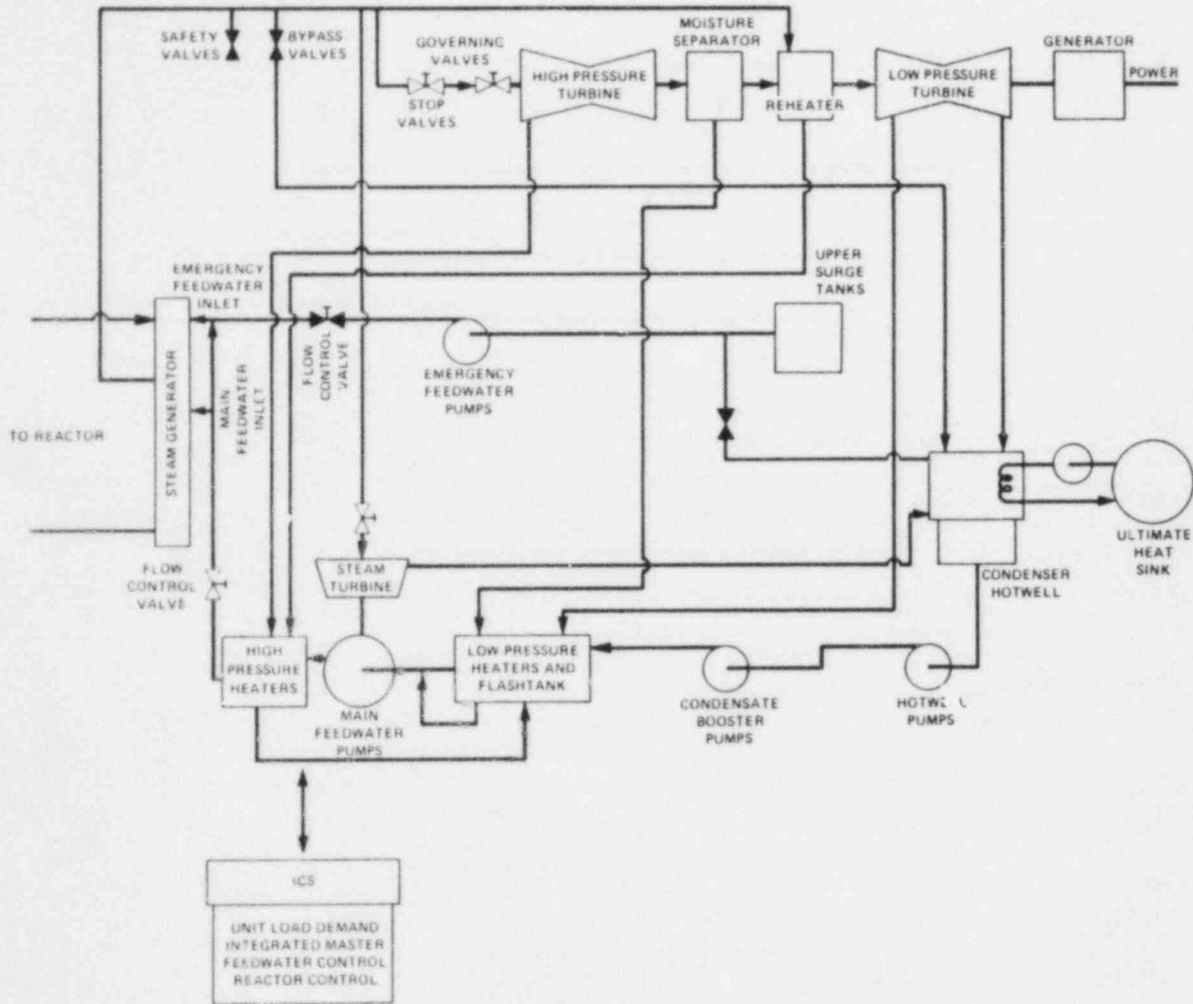 SAFETY
VALVES
BYPASS
VALVES
GOVERNING
VALVES
STOP
VALVES
HIGH PRESSURE
TURBINE
MOISTURE
SEPARATOR
REHEATER
LOW PRESSURE
TURBINE
GENERATOR
POWER
EMERGENCY
FEEDWATER
INLET
UPPER
SURGE
TANKS
FLOW
CONTROL
VALVE
EMERGENCY
FEEDWATER
PUMPS
STEAM GENERATOR
MAIN
FEEDWATER
INLET
TO REACTOR
ULTIMATE
HEAT
SINK
CONDENSER
HOTWELL
FLOW
CONTROL
VALVE
STEAM
TURBINE
HIGH
PRESSURE
HEATERS
MAIN
FEEDWATER
PUMPS
LOW PRESSURE
HEATERS AND
FLASHTANK
CONDENSATE
BOOSTER
PUMPS
PUMPS
ICS
UNIT LOAD DEMAND
INTEGRATED MASTER
FEEDWATER CONTROL
REACTOR CONTROL